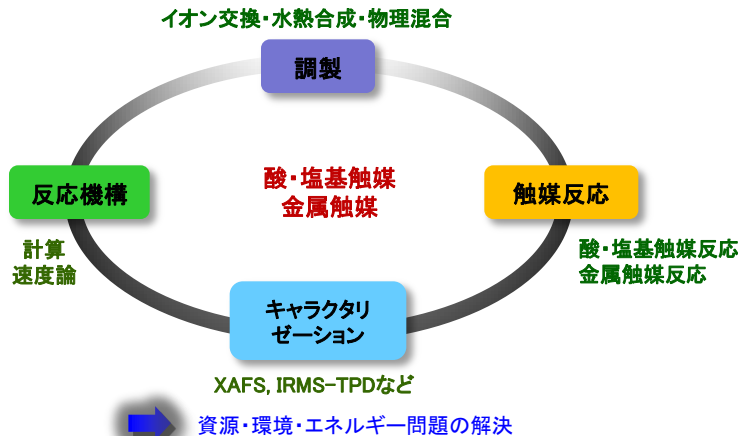 イオン交換・水熱合成・物理混合
調製
反応機構
酸・塩基触媒
金属触媒
触媒反応
計算
速度論
酸・塩基触媒反応
金属触媒反応
キャラクタリ
ゼーション
XAFS, IRMS-TPDなど
資源・環境・エネルギー問題の解決